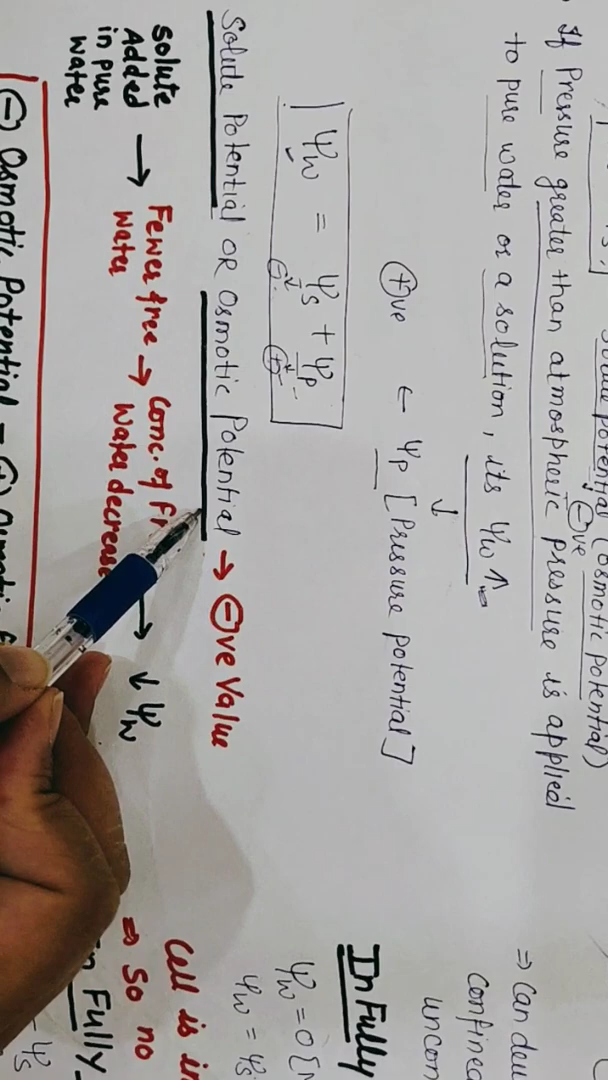 solute potential (osmotic potential)
⊖ve
If Pressure greater than atmospheric pressure is applied
to pure water or a solution, its Ψw ↑
⊕ve ← Ψp [Pressure potential]
Ψw = Ψs + Ψp
⊖ ⊕
Solute Potential OR Osmotic Potential → ⊖ve Value
Solute Added in pure water → Fewer free water → Conc. of Water decrease → ↓ Ψw
⊖ Osmotic Potential = ⊕
⇒ Can
confined
In Fully
Ψw = 0
Ψw = Ψs
Cell is in
⇒ So no
Fully
Ψs